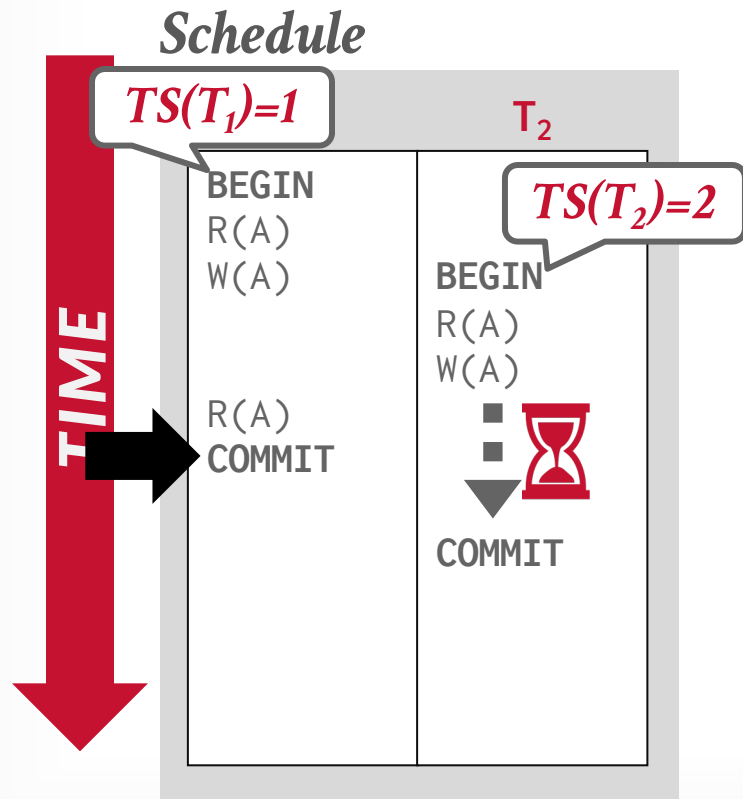 Schedule
TS(T1)=1
T2
BEGIN
R(A)
W(A)
R(A)
COMMIT
TS(T2)=2
BEGIN
R(A)
W(A)
COMMIT
TIME